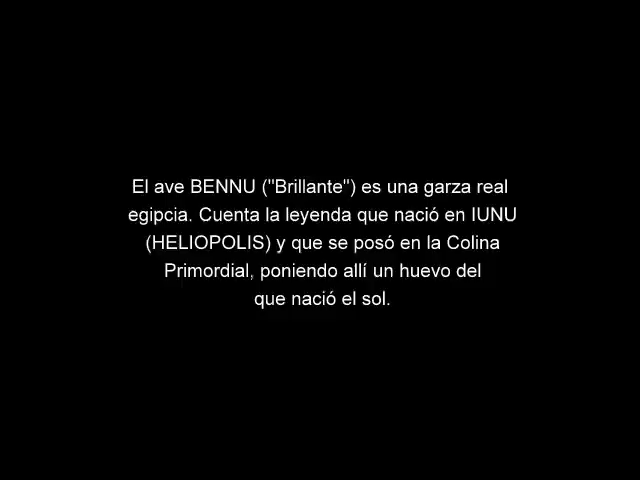 El ave BENNU ("Brillante") es una garza real
egipcia. Cuenta la leyenda que nació en IUNU
(HELIOPOLIS) y que se posó en la Colina
Primordial, poniendo allí un huevo del
que nació el sol.